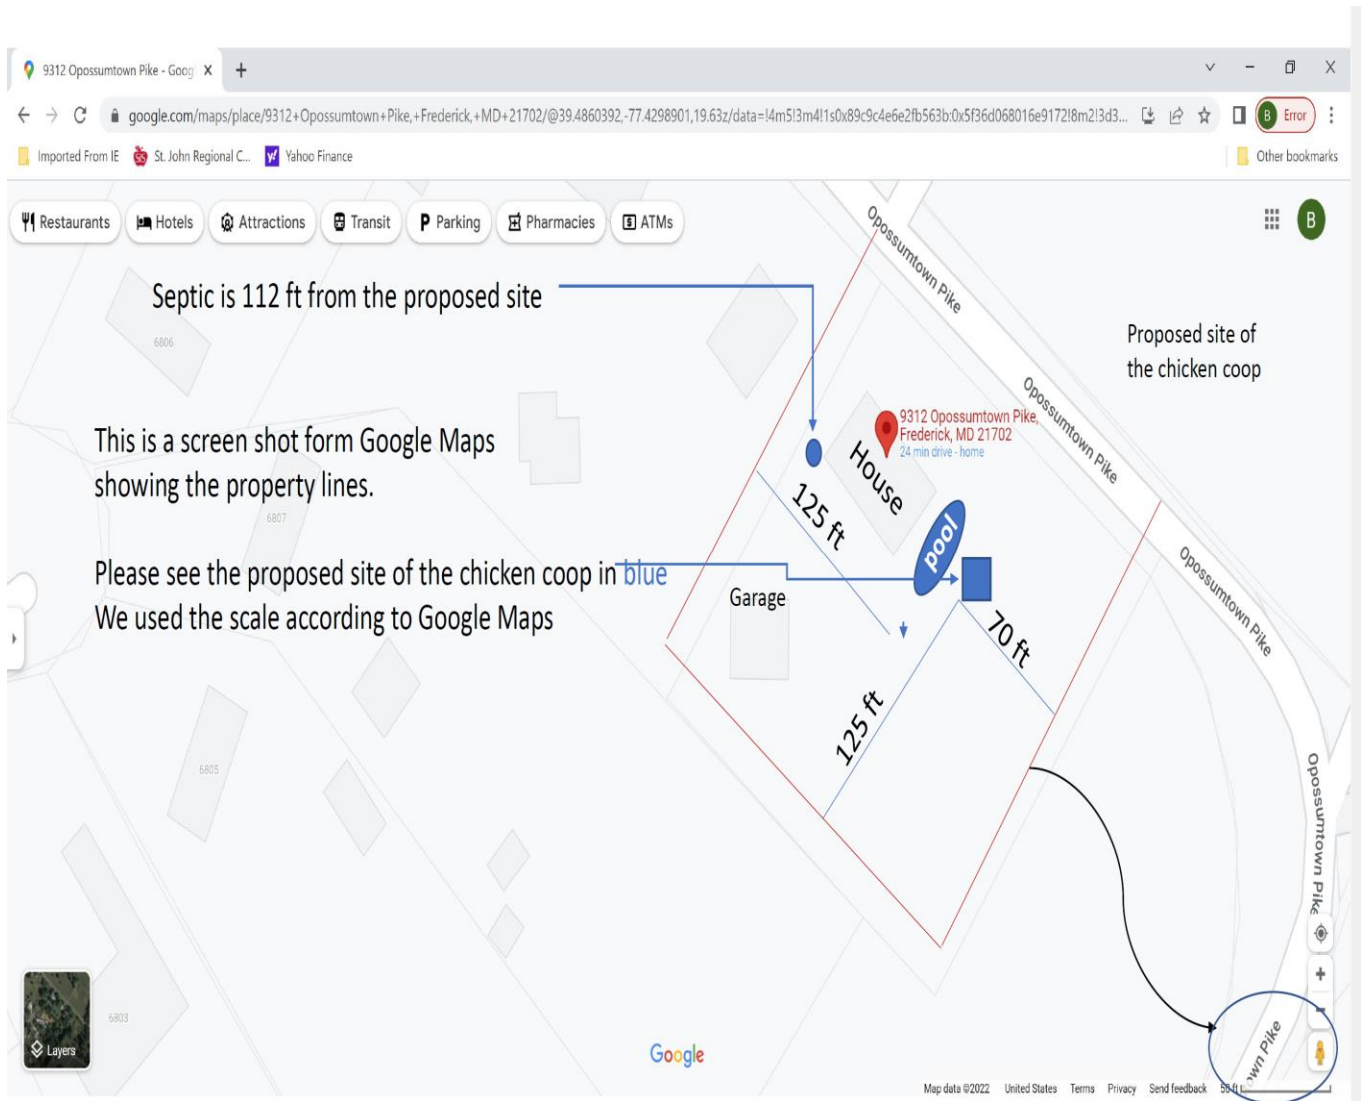 9312 Opossumtown Pike - Goog
google.com/maps/place/9312+Opossumtown+Pike,+Frederick,+MD+21702/@39.4860392,-77.4298901,19.63z/data=!4m5!3m4!1s0x89c9c4e6e2fb563b:0x5f36d068016e9172!8m2!3d3...
B Error
Imported From IE St. John Regional C... Yahoo Finance Other bookmarks
Restaurants Hotels Attractions Transit P Parking Pharmacies ATMs
B
Opossumtown Pike
Septic is 112 ft from the proposed site
Proposed site of
the chicken coop
6806
Opossumtown Pike
9312 Opossumtown Pike,
Frederick, MD 21702
24 min drive - home
House
This is a screen shot form Google Maps
showing the property lines.
6807
125 ft
pool
Please see the proposed site of the chicken coop in blue
We used the scale according to Google Maps
Garage
Opossumtown Pike
70 ft
125 ft
6805
Opossumtown Pike
6803
Layers
Google
own Pike
Map data ©2022 United States Terms Privacy Send feedback 50 ft